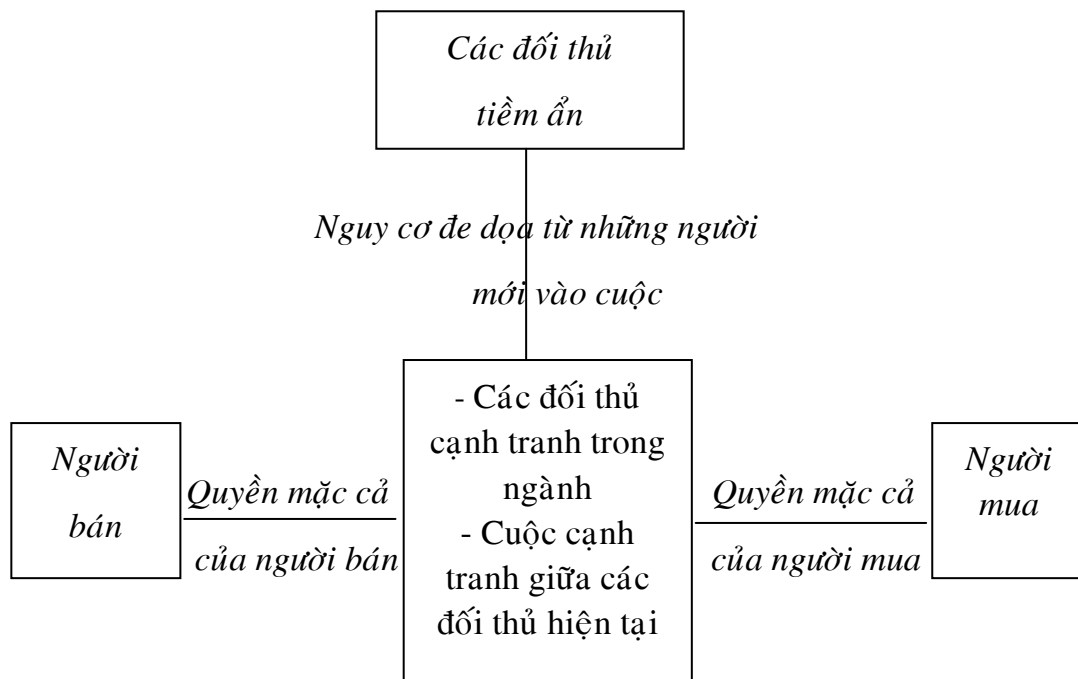 Các đối thủ
tiềm ẩn
Nguy cơ đe dọa từ những người
mới vào cuộc
Người
bán
Quyền mặc cả
của người bán
- Các đối thủ
cạnh tranh trong
ngành
- Cuộc cạnh
tranh giữa các
đối thủ hiện tại
Quyền mặc cả
của người mua
Người
mua